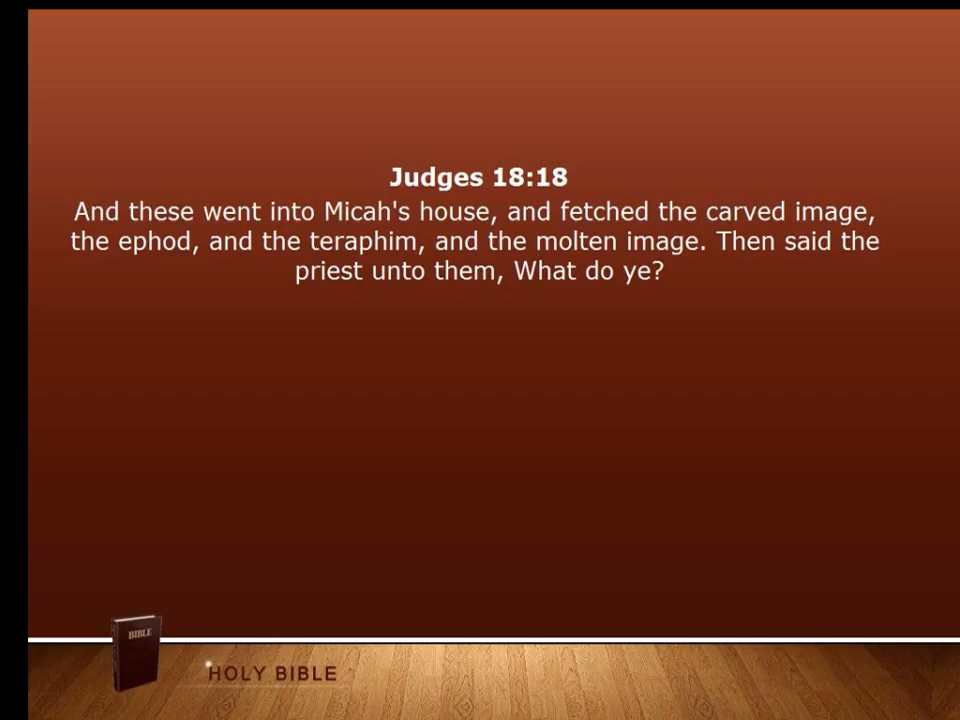 Judges 18:18
And these went into Micah's house, and fetched the carved image,
the ephod, and the teraphim, and the molten image. Then said the
priest unto them, What do ye?
BIBLE
HOLY BIBLE